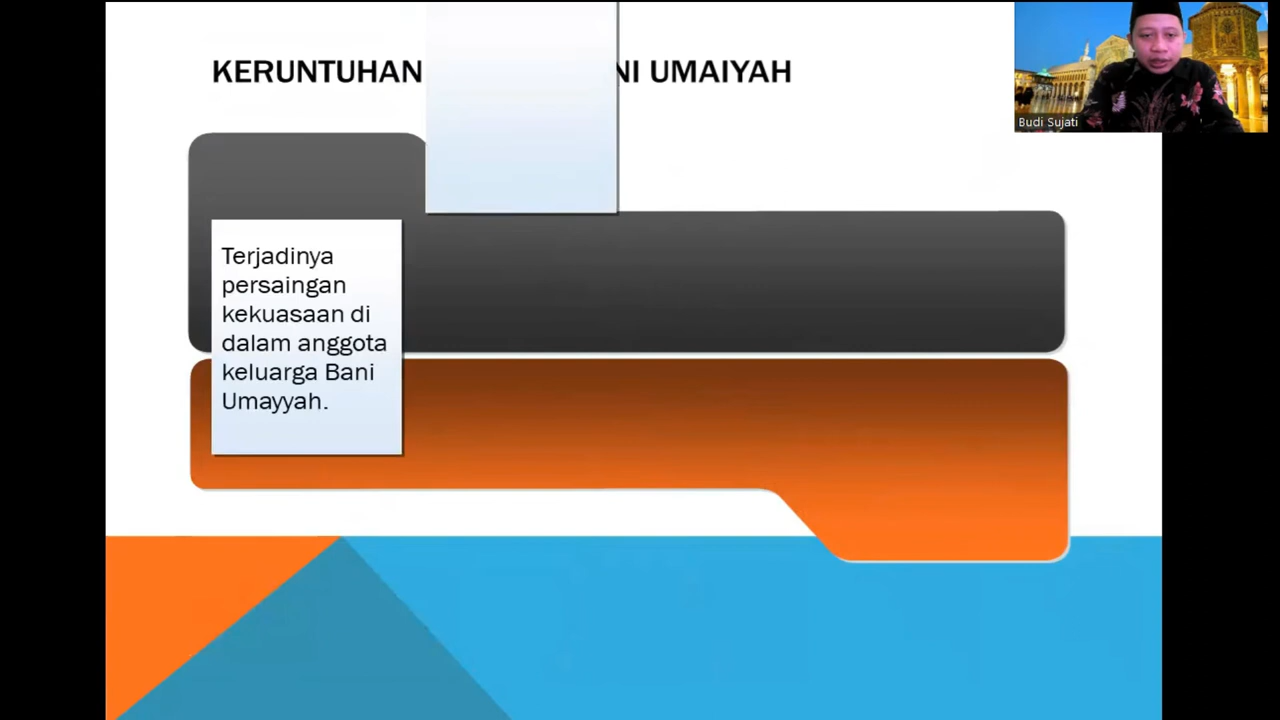 KERUNTUHAN NI UMAIYAH
Budi Sujati
Terjadinya
persaingan
kekuasaan di
dalam anggota
keluarga Bani
Umayyah.